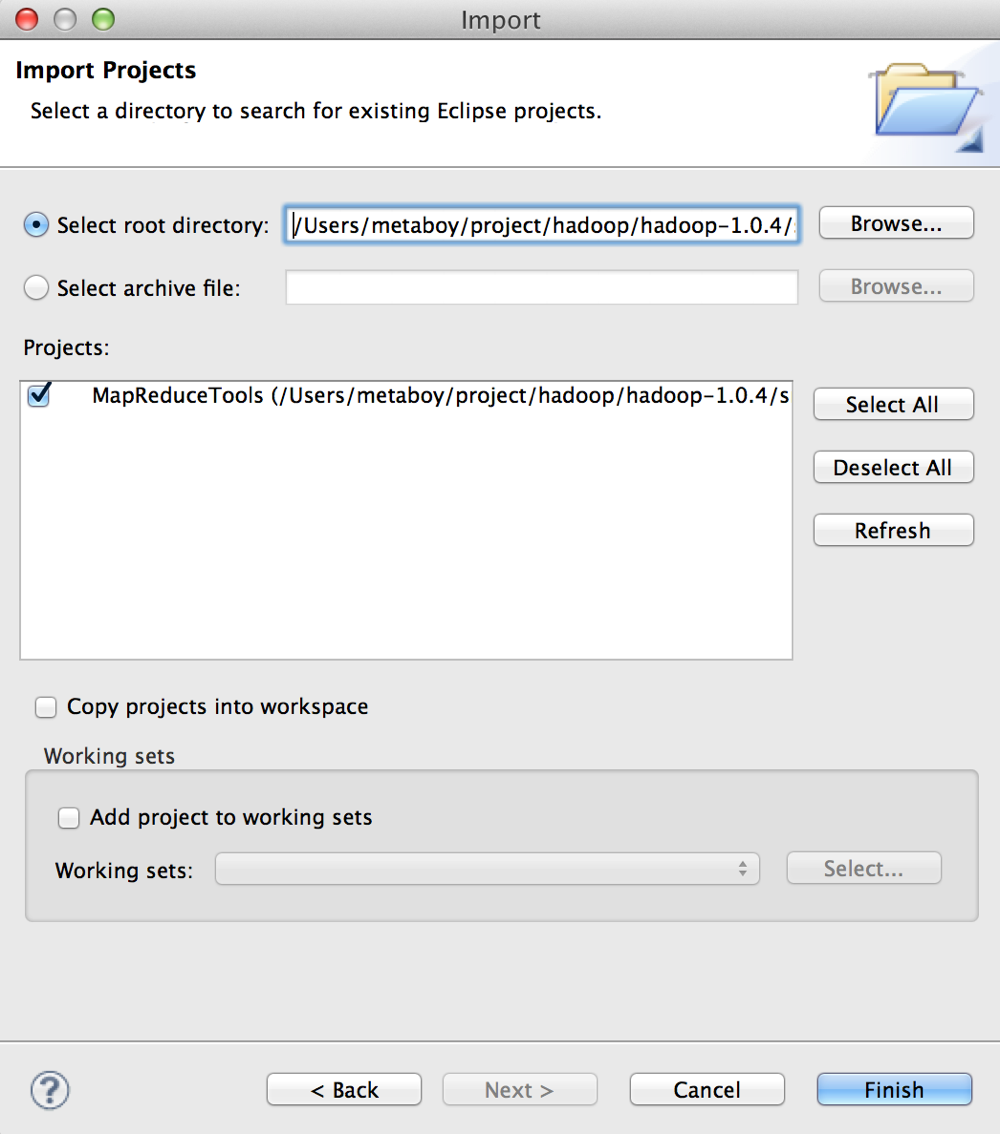 Import
Import Projects
Select a directory to search for existing Eclipse projects.
Select root directory: /Users/metaboy/project/hadoop/hadoop-1.0.4/ Browse...
Select archive file: Browse...
Projects:
MapReduceTools (/Users/metaboy/project/hadoop/hadoop-1.0.4/s
Select All
Deselect All
Refresh
Copy projects into workspace
Working sets
Add project to working sets
Working sets: Select...
? < Back Next > Cancel Finish